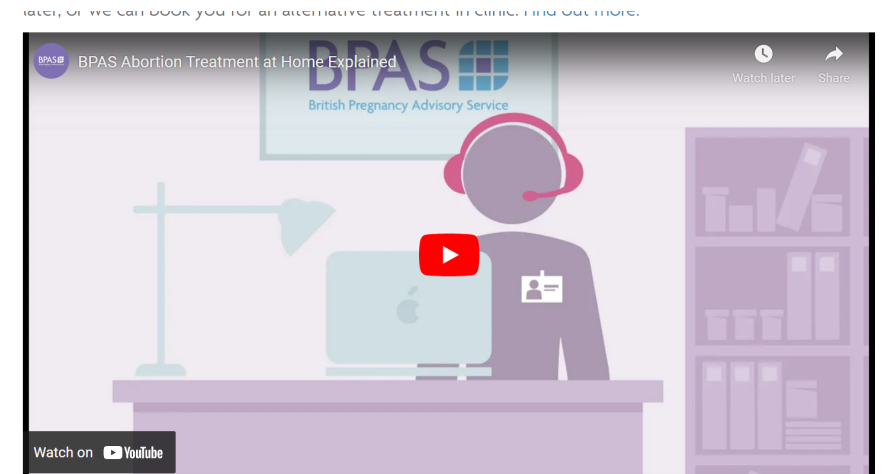 later, or we can book you for an alternative treatment in clinic. Find out more.
BPAS
BPAS Abortion Treatment at Home Explained
BPAS
British Pregnancy Advisory Service
Watch later
Share
Watch on YouTube